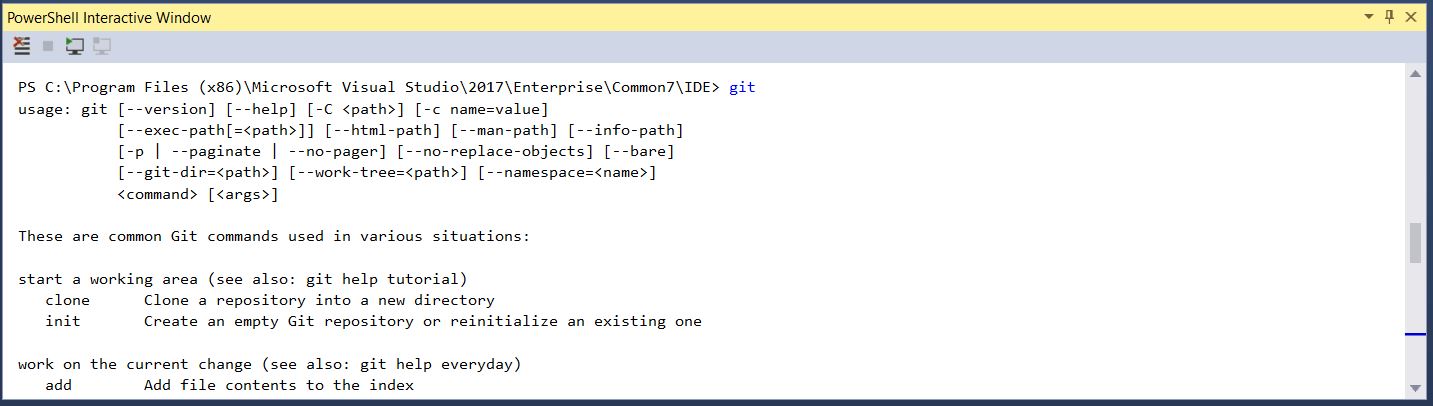 PowerShell Interactive Window
PS C:\Program Files (x86)\Microsoft Visual Studio\2017\Enterprise\Common7\IDE> git
usage: git [--version] [--help] [-C <path>] [-c name=value]
           [--exec-path[=<path>]] [--html-path] [--man-path] [--info-path]
           [-p | --paginate | --no-pager] [--no-replace-objects] [--bare]
           [--git-dir=<path>] [--work-tree=<path>] [--namespace=<name>]
           <command> [<args>]
These are common Git commands used in various situations:
start a working area (see also: git help tutorial)
   clone      Clone a repository into a new directory
   init       Create an empty Git repository or reinitialize an existing one
work on the current change (see also: git help everyday)
   add        Add file contents to the index